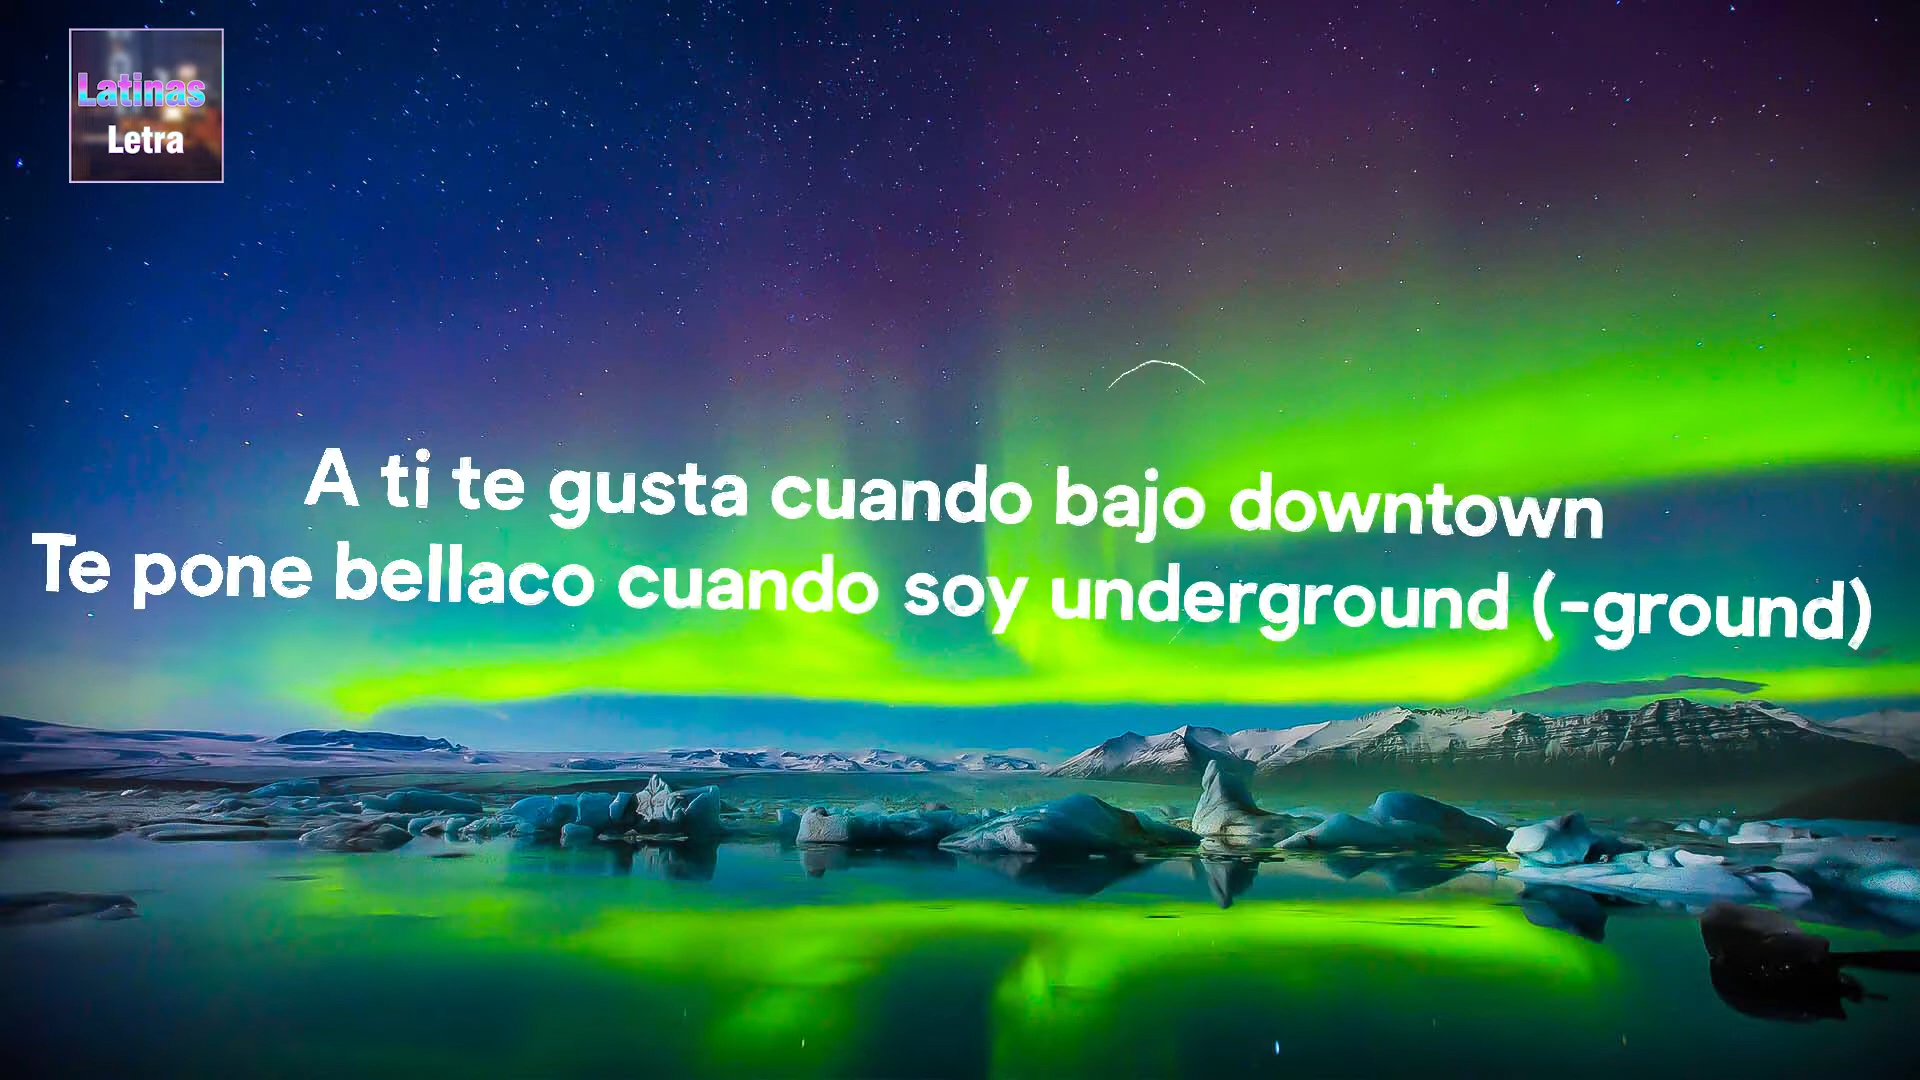 Latinas
Letra
A ti te gusta cuando bajo downtown
Te pone bellaco cuando soy underground (-ground)